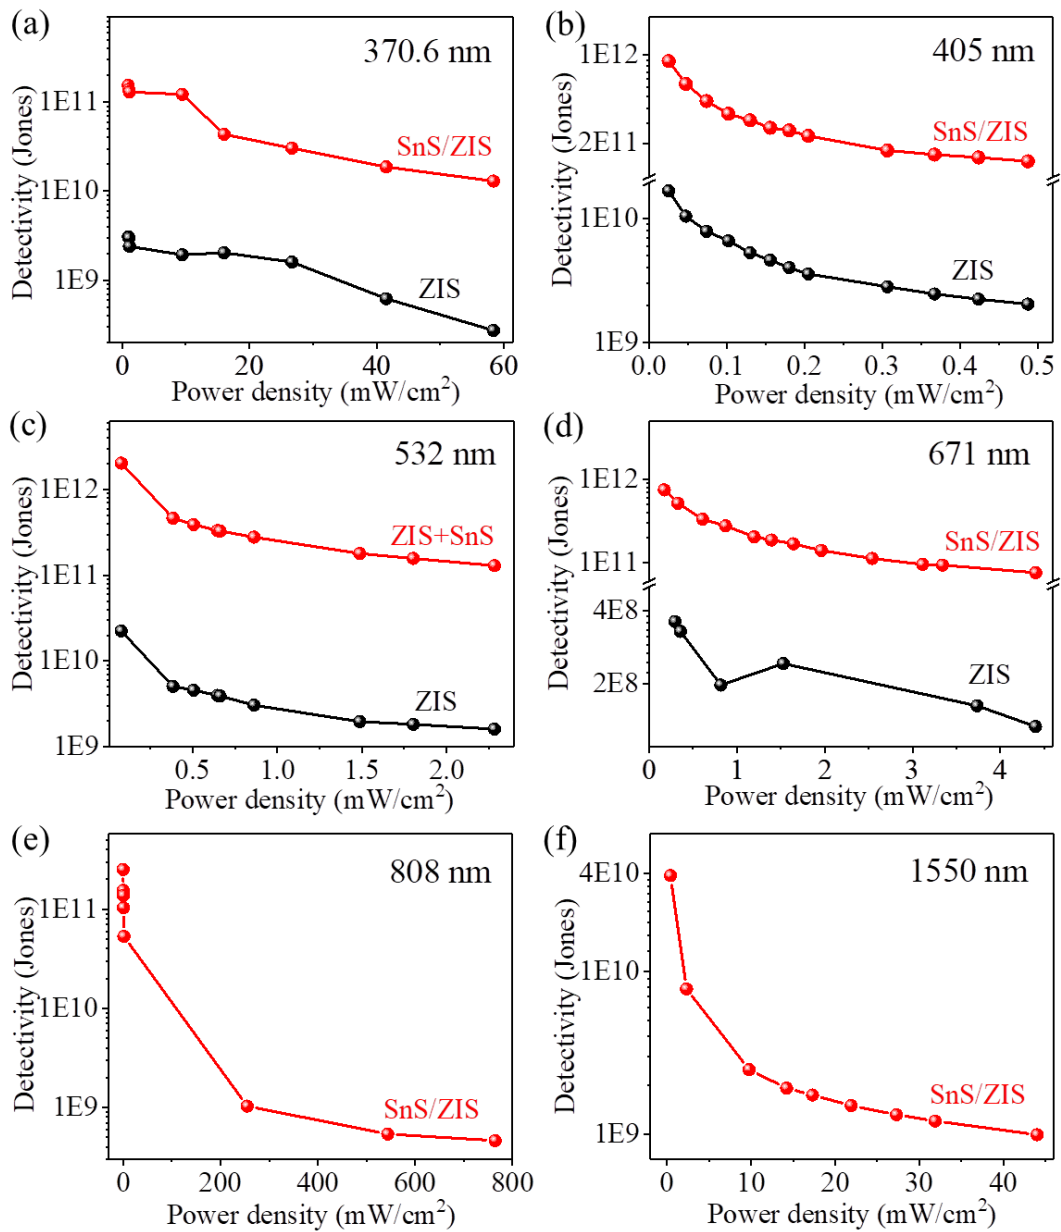 (a)
370.6 nm
1E11
1E10
1E9
Detectivity (Jones)
SnS/ZIS
ZIS
0
20
40
60
Power density (mW/cm²)
(b)
405 nm
1E12
2E11
1E10
1E9
Detectivity (Jones)
SnS/ZIS
ZIS
0.0
0.1
0.2
0.3
0.4
0.5
Power density (mW/cm²)
(c)
532 nm
1E12
1E11
1E10
1E9
Detectivity (Jones)
ZIS+SnS
ZIS
0.5
1.0
1.5
2.0
Power density (mW/cm²)
(d)
671 nm
1E12
1E11
4E8
2E8
Detectivity (Jones)
SnS/ZIS
ZIS
0
1
2
3
4
Power density (mW/cm²)
(e)
808 nm
1E11
1E10
1E9
Detectivity (Jones)
SnS/ZIS
0
200
400
600
800
Power density (mW/cm²)
(f)
1550 nm
4E10
1E10
1E9
Detectivity (Jones)
SnS/ZIS
0
10
20
30
40
Power density (mW/cm²)